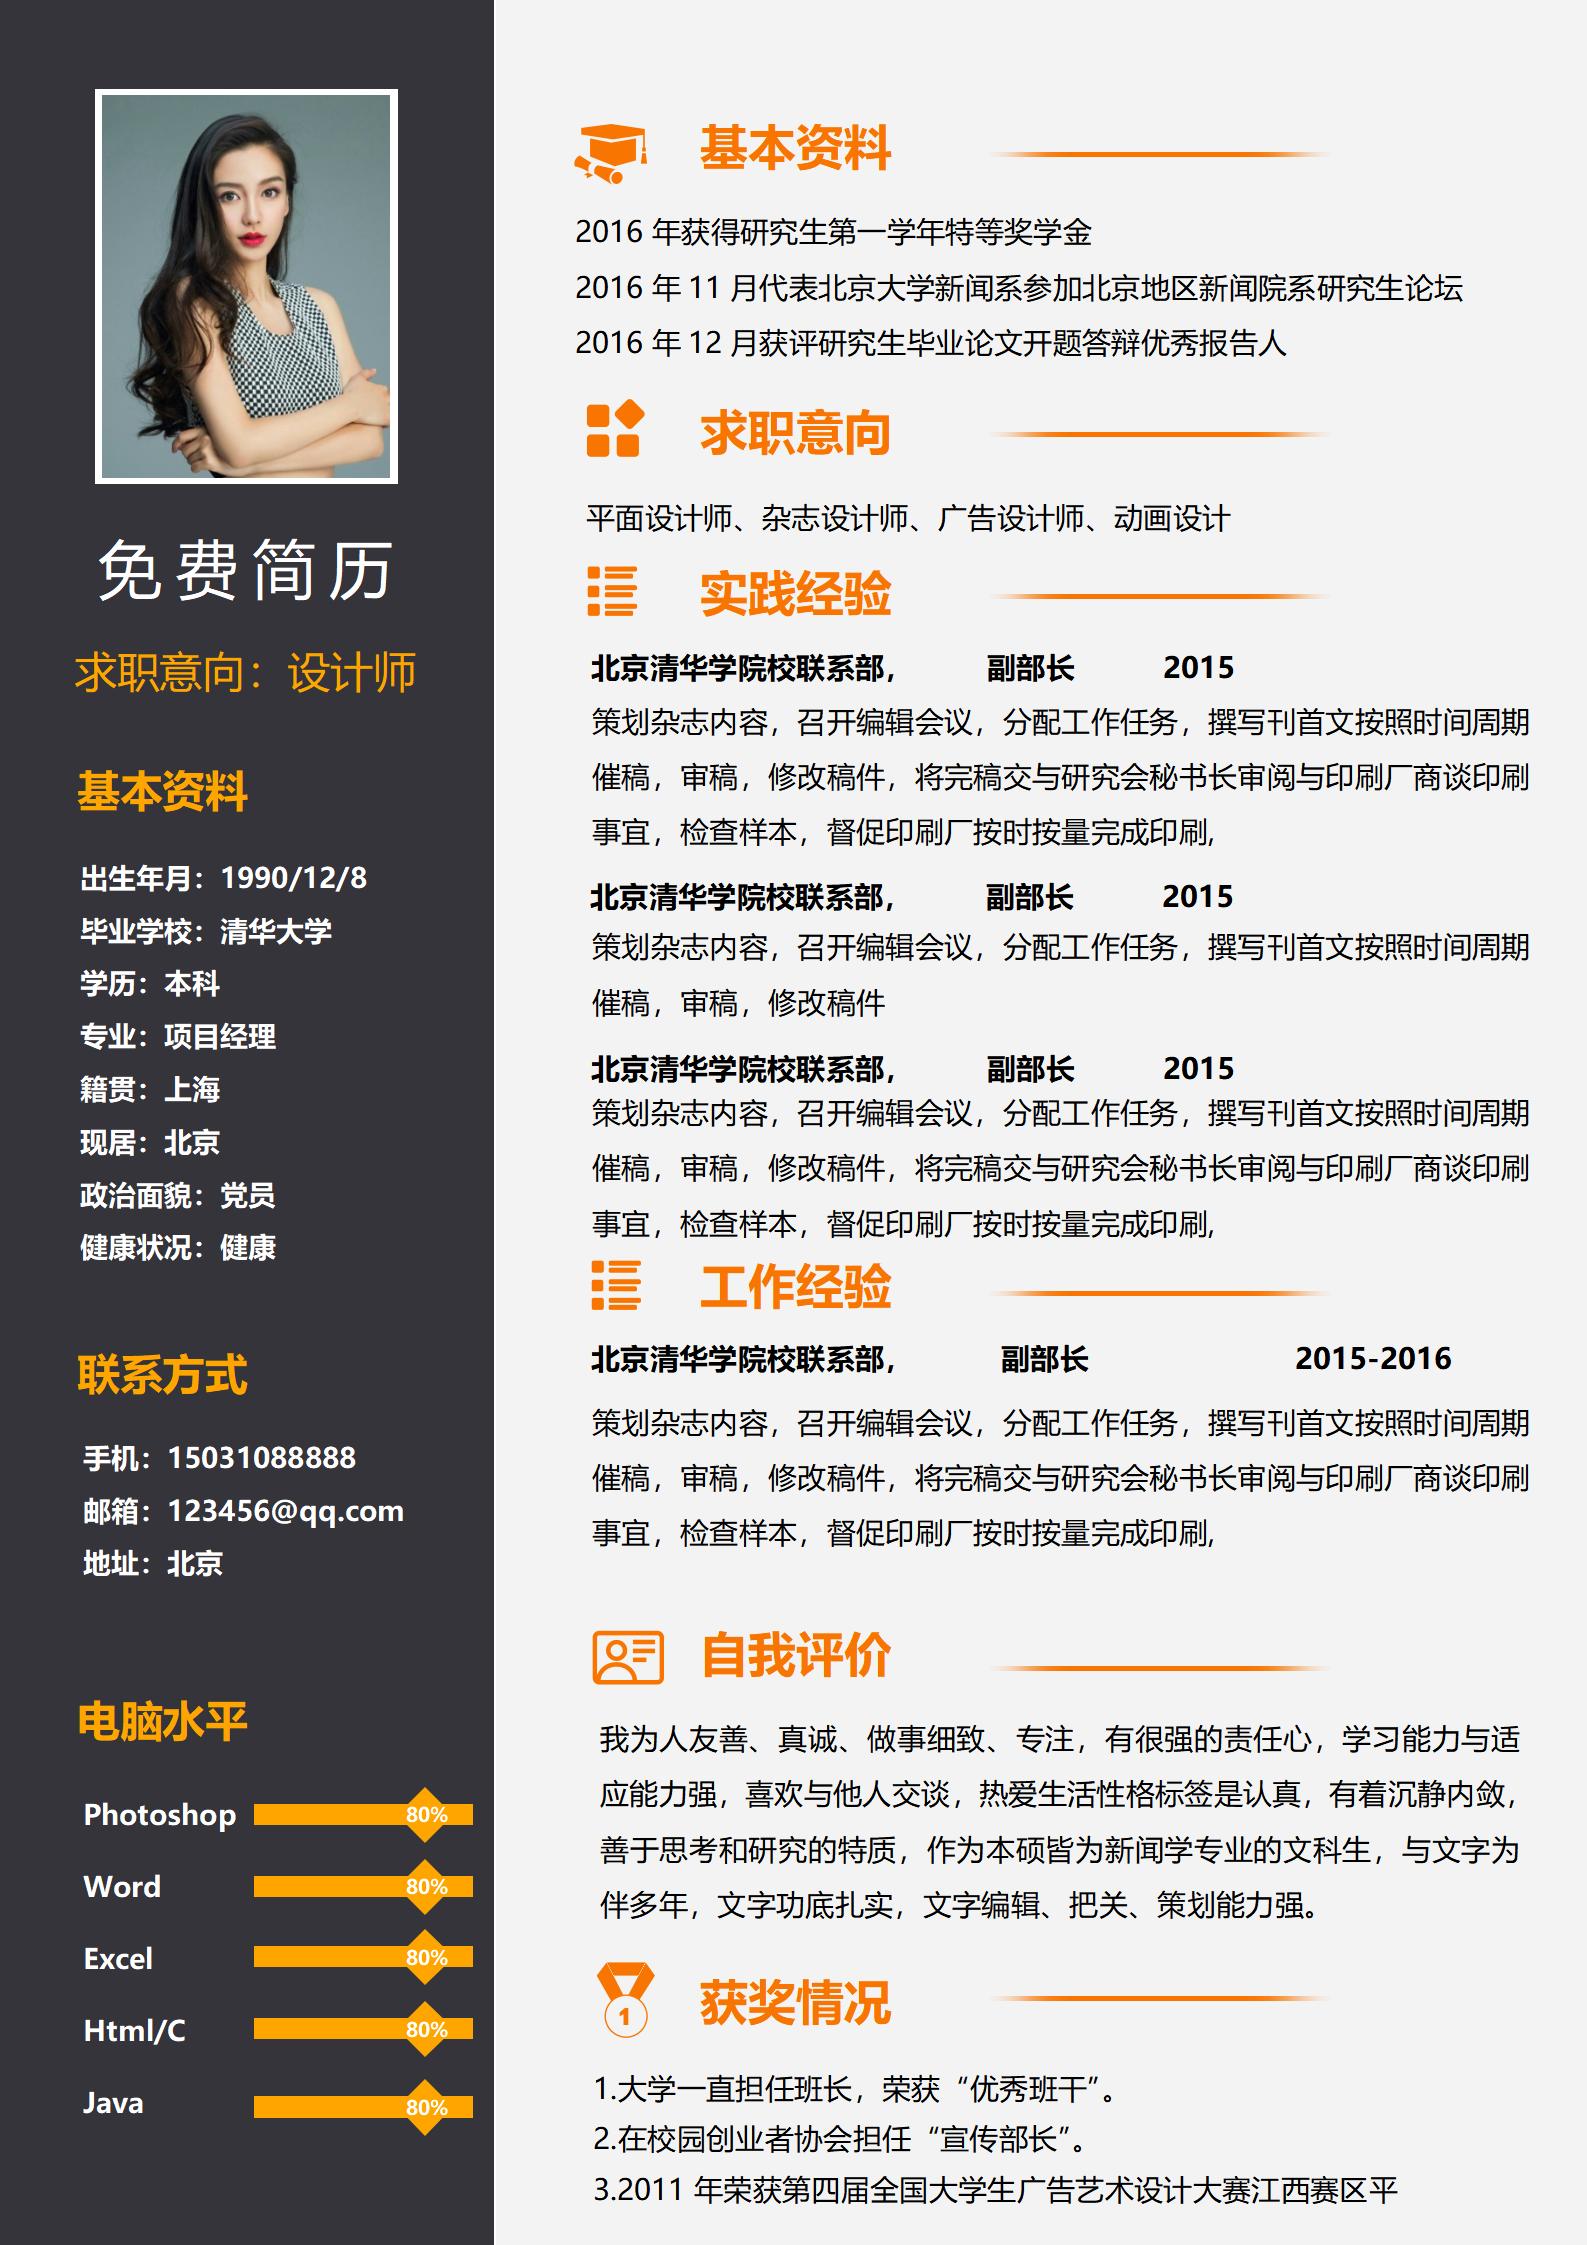 免费简历
求职意向：设计师
基本资料
出生年月：1990/12/8
毕业学校：清华大学
学历：本科
专业：项目经理
籍贯：上海
现居：北京
政治面貌：党员
健康状况：健康
联系方式
手机：15031088888
邮箱：123456@qq.com
地址：北京
电脑水平
Photoshop 80%
Word 80%
Excel 80%
Html/C 80%
Java 80%
基本资料
2016 年获得研究生第一学年特等奖学金
2016 年 11 月代表北京大学新闻系参加北京地区新闻院系研究生论坛
2016 年 12 月获评研究生毕业论文开题答辩优秀报告人
求职意向
平面设计师、杂志设计师、广告设计师、动画设计
实践经验
北京清华学院校联系部， 副部长 2015
策划杂志内容，召开编辑会议，分配工作任务，撰写刊首文按照时间周期
催稿，审稿，修改稿件，将完稿交与研究会秘书长审阅与印刷厂商谈印刷
事宜，检查样本，督促印刷厂按时按量完成印刷,
北京清华学院校联系部， 副部长 2015
策划杂志内容，召开编辑会议，分配工作任务，撰写刊首文按照时间周期
催稿，审稿，修改稿件
北京清华学院校联系部， 副部长 2015
策划杂志内容，召开编辑会议，分配工作任务，撰写刊首文按照时间周期
催稿，审稿，修改稿件，将完稿交与研究会秘书长审阅与印刷厂商谈印刷
事宜，检查样本，督促印刷厂按时按量完成印刷,
工作经验
北京清华学院校联系部， 副部长 2015-2016
策划杂志内容，召开编辑会议，分配工作任务，撰写刊首文按照时间周期
催稿，审稿，修改稿件，将完稿交与研究会秘书长审阅与印刷厂商谈印刷
事宜，检查样本，督促印刷厂按时按量完成印刷,
自我评价
我为人友善、真诚、做事细致、专注，有很强的责任心，学习能力与适
应能力强，喜欢与他人交谈，热爱生活性格标签是认真，有着沉静内敛，
善于思考和研究的特质，作为本硕皆为新闻学专业的文科生，与文字为
伴多年，文字功底扎实，文字编辑、把关、策划能力强。
1
获奖情况
1.大学一直担任班长，荣获“优秀班干”。
2.在校园创业者协会担任“宣传部长”。
3.2011 年荣获第四届全国大学生广告艺术设计大赛江西赛区平